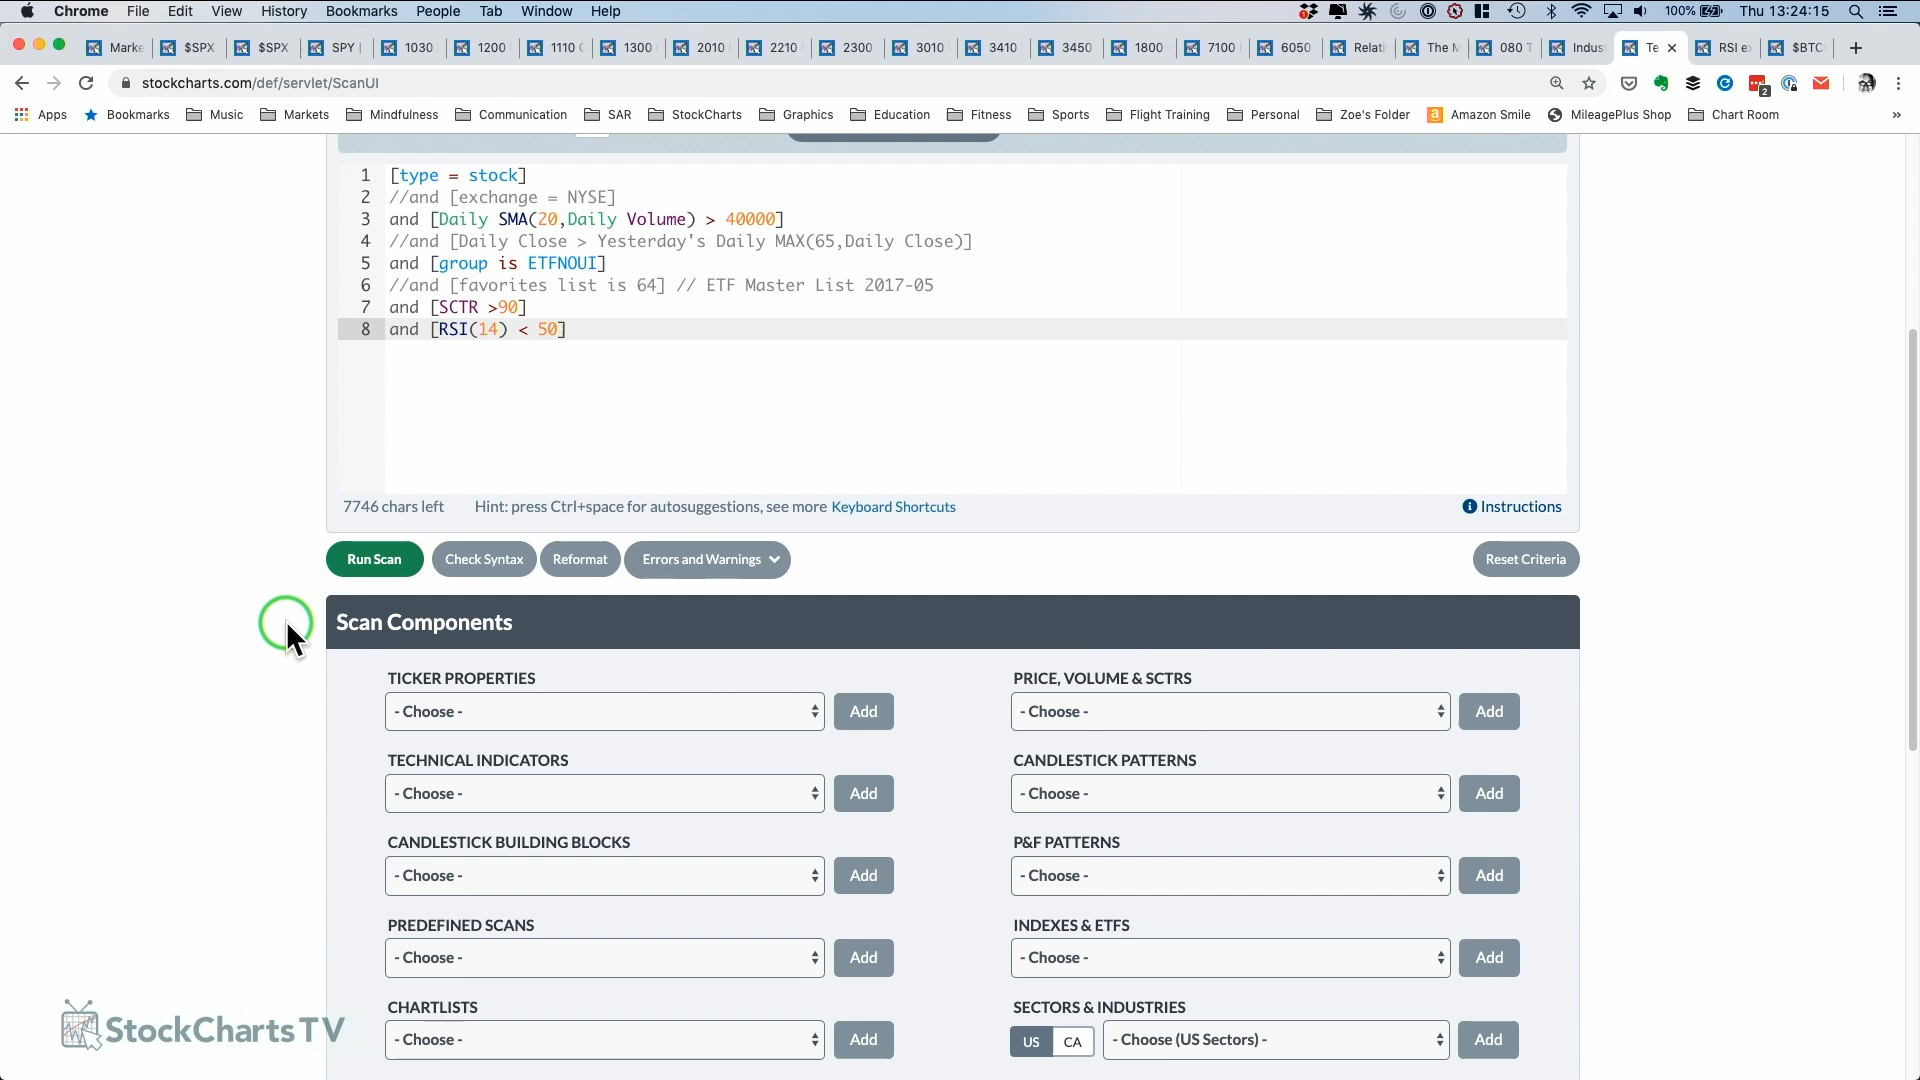 Chrome File Edit View History Bookmarks People Tab Window Help 100% Thu 13:24:15
Marke $SPX $SPX SPY | 1030 1200 1110 C 1300 2010 2210 2300 3010 3410 3450 1800 7100 6050 Relati The M 080 T Indus Te RSI e $BTC
stockcharts.com/def/servlet/ScanUI 2
Apps Bookmarks Music Markets Mindfulness Communication SAR StockCharts Graphics Education Fitness Sports Flight Training Personal Zoe's Folder Amazon Smile MileagePlus Shop Chart Room »
1 [type = stock]
2 //and [exchange = NYSE]
3 and [Daily SMA(20,Daily Volume) > 40000]
4 //and [Daily Close > Yesterday's Daily MAX(65,Daily Close)]
5 and [group is ETFNOUI]
6 //and [favorites list is 64] // ETF Master List 2017-05
7 and [SCTR >90]
8 and [RSI(14) < 50]
7746 chars left Hint: press Ctrl+space for autosuggestions, see more Keyboard Shortcuts Instructions
Run Scan Check Syntax Reformat Errors and Warnings Reset Criteria
Scan Components
TICKER PROPERTIES PRICE, VOLUME & SCTRS
- Choose - Add - Choose - Add
TECHNICAL INDICATORS CANDLESTICK PATTERNS
- Choose - Add - Choose - Add
CANDLESTICK BUILDING BLOCKS P&F PATTERNS
- Choose - Add - Choose - Add
PREDEFINED SCANS INDEXES & ETFS
- Choose - Add - Choose - Add
CHARTLISTS SECTORS & INDUSTRIES
- Choose - Add US CA - Choose (US Sectors) - Add
StockCharts TV